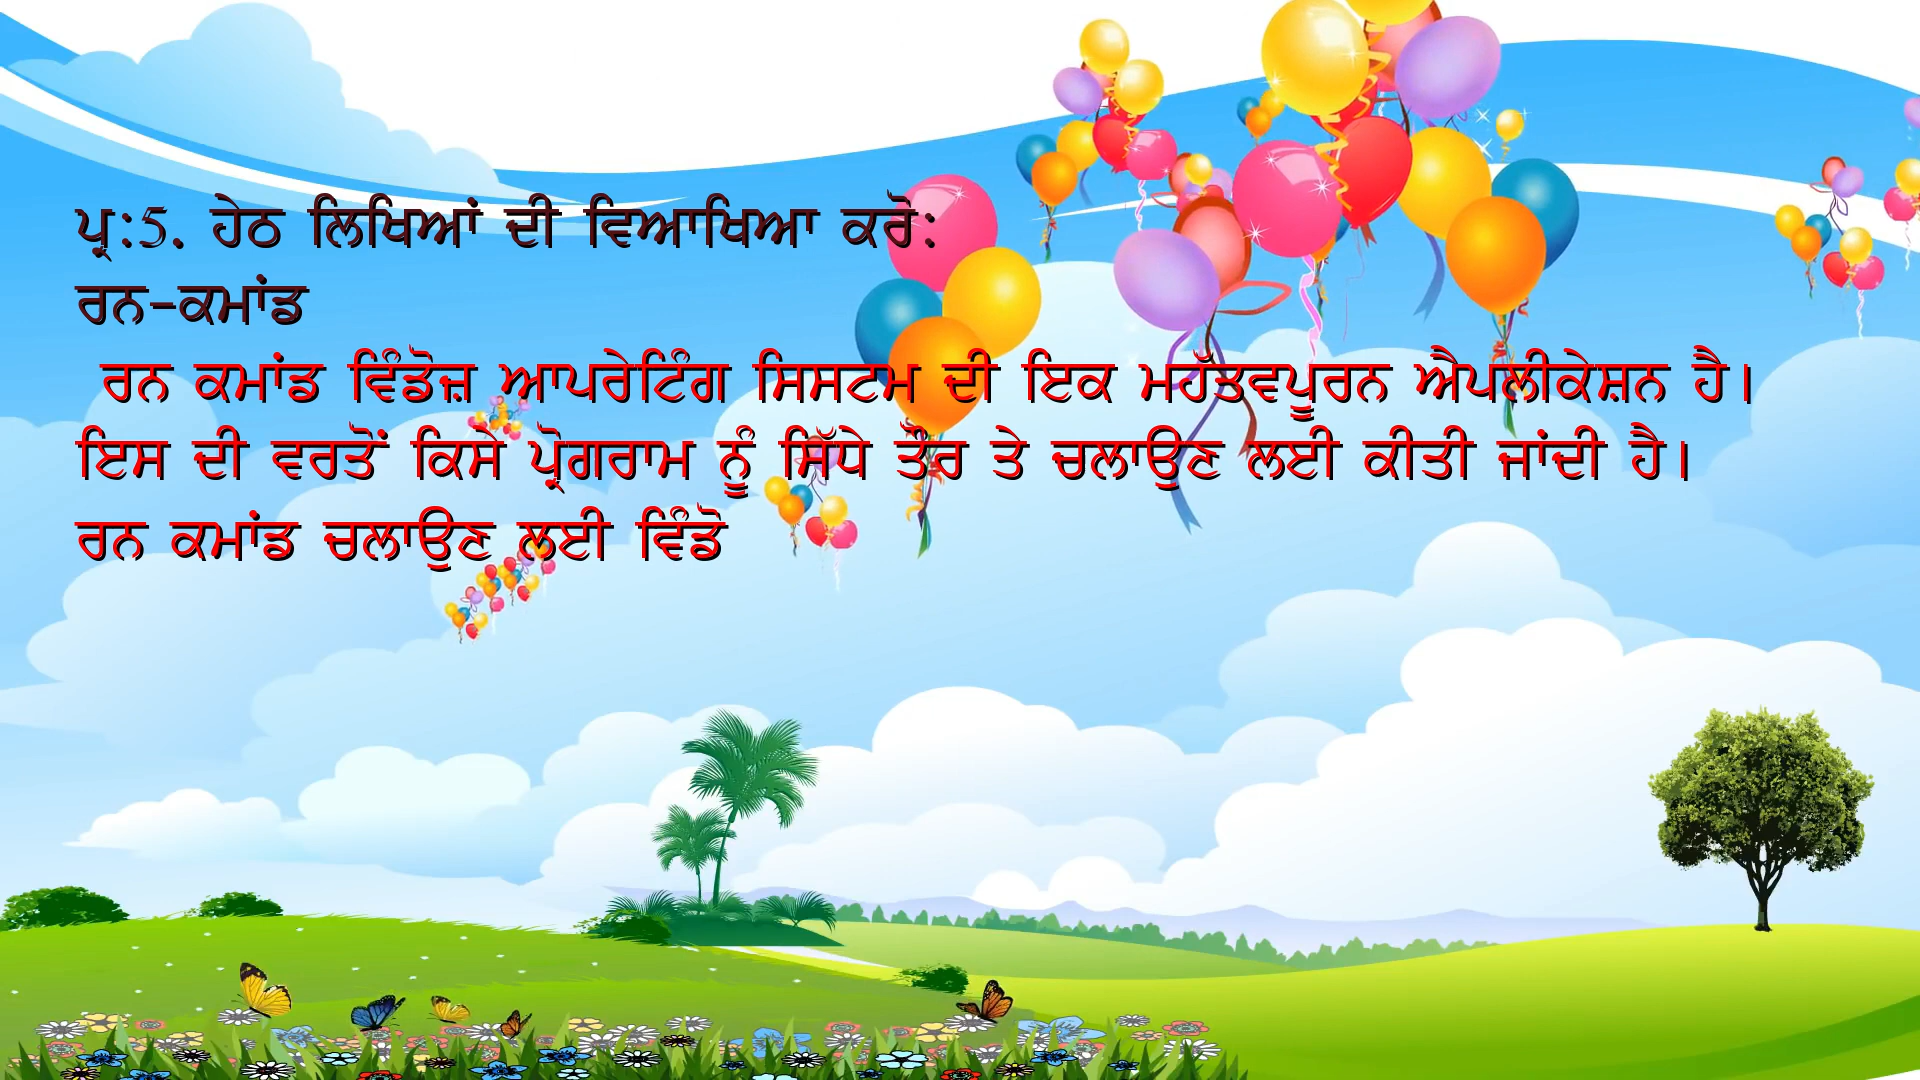 ਪ੍ਰ:5. ਹੇਠ ਲਿਖਿਆਂ ਦੀ ਵਿਆਖਿਆ ਕਰੋ:
ਰਨ-ਕਮਾਂਡ
ਰਨ ਕਮਾਂਡ ਵਿੰਡੋਜ਼ ਆਪਰੇਟਿੰਗ ਸਿਸਟਮ ਦੀ ਇਕ ਮਹੱਤਵਪੂਰਨ ਐਪਲੀਕੇਸ਼ਨ ਹੈ।
ਇਸ ਦੀ ਵਰਤੋਂ ਕਿਸੇ ਪ੍ਰੋਗਰਾਮ ਨੂੰ ਸਿੱਧੇ ਤੌਰ ਤੇ ਚਲਾਉਣ ਲਈ ਕੀਤੀ ਜਾਂਦੀ ਹੈ।
ਰਨ ਕਮਾਂਡ ਚਲਾਉਣ ਲਈ ਵਿੰਡੋ